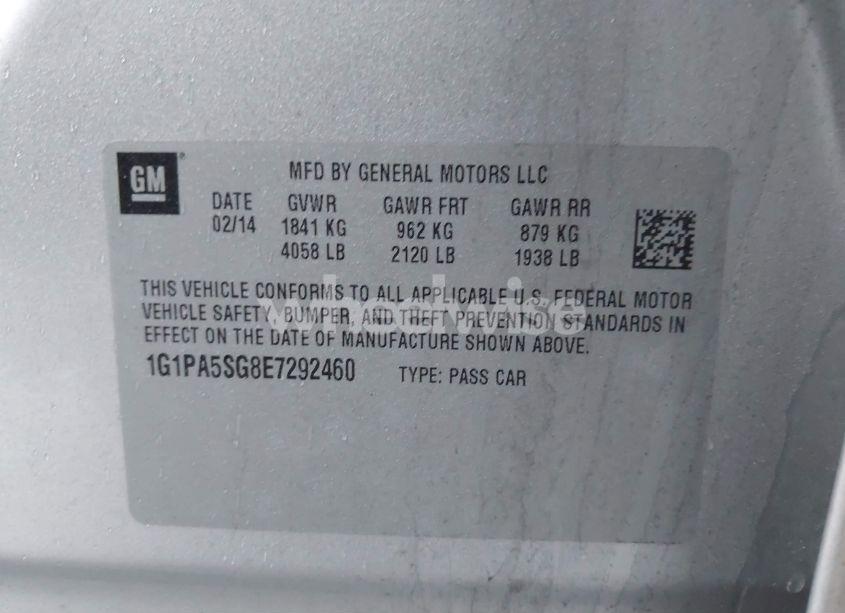 GM
MFD BY GENERAL MOTORS LLC
DATE GVWR GAWR FRT GAWR RR
02/14 1841 KG 962 KG 879 KG
4058 LB 2120 LB 1938 LB
THIS VEHICLE CONFORMS TO ALL APPLICABLE U.S. FEDERAL MOTOR
VEHICLE SAFETY, BUMPER, AND THEFT PREVENTION STANDARDS IN
EFFECT ON THE DATE OF MANUFACTURE SHOWN ABOVE.
1G1PA5SG8E7292460 TYPE: PASS CAR
wheelwise